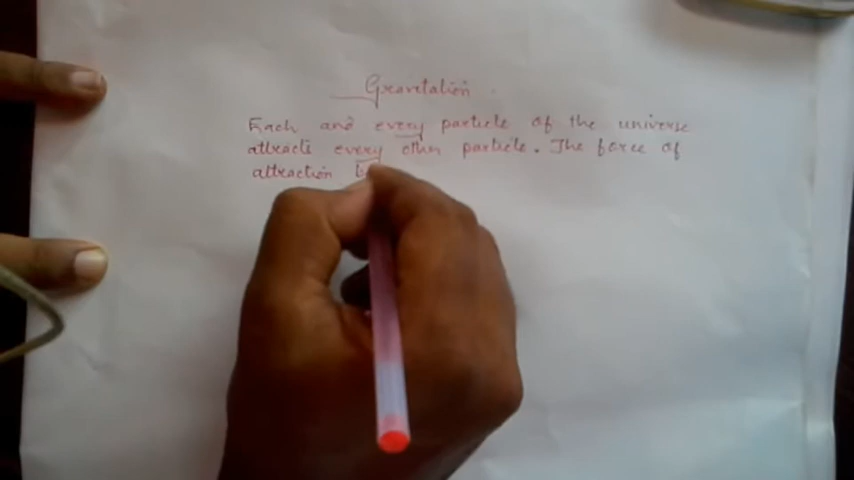 Gravitation
Each and every particle of the universe
attracts every other particle. The force of
attraction